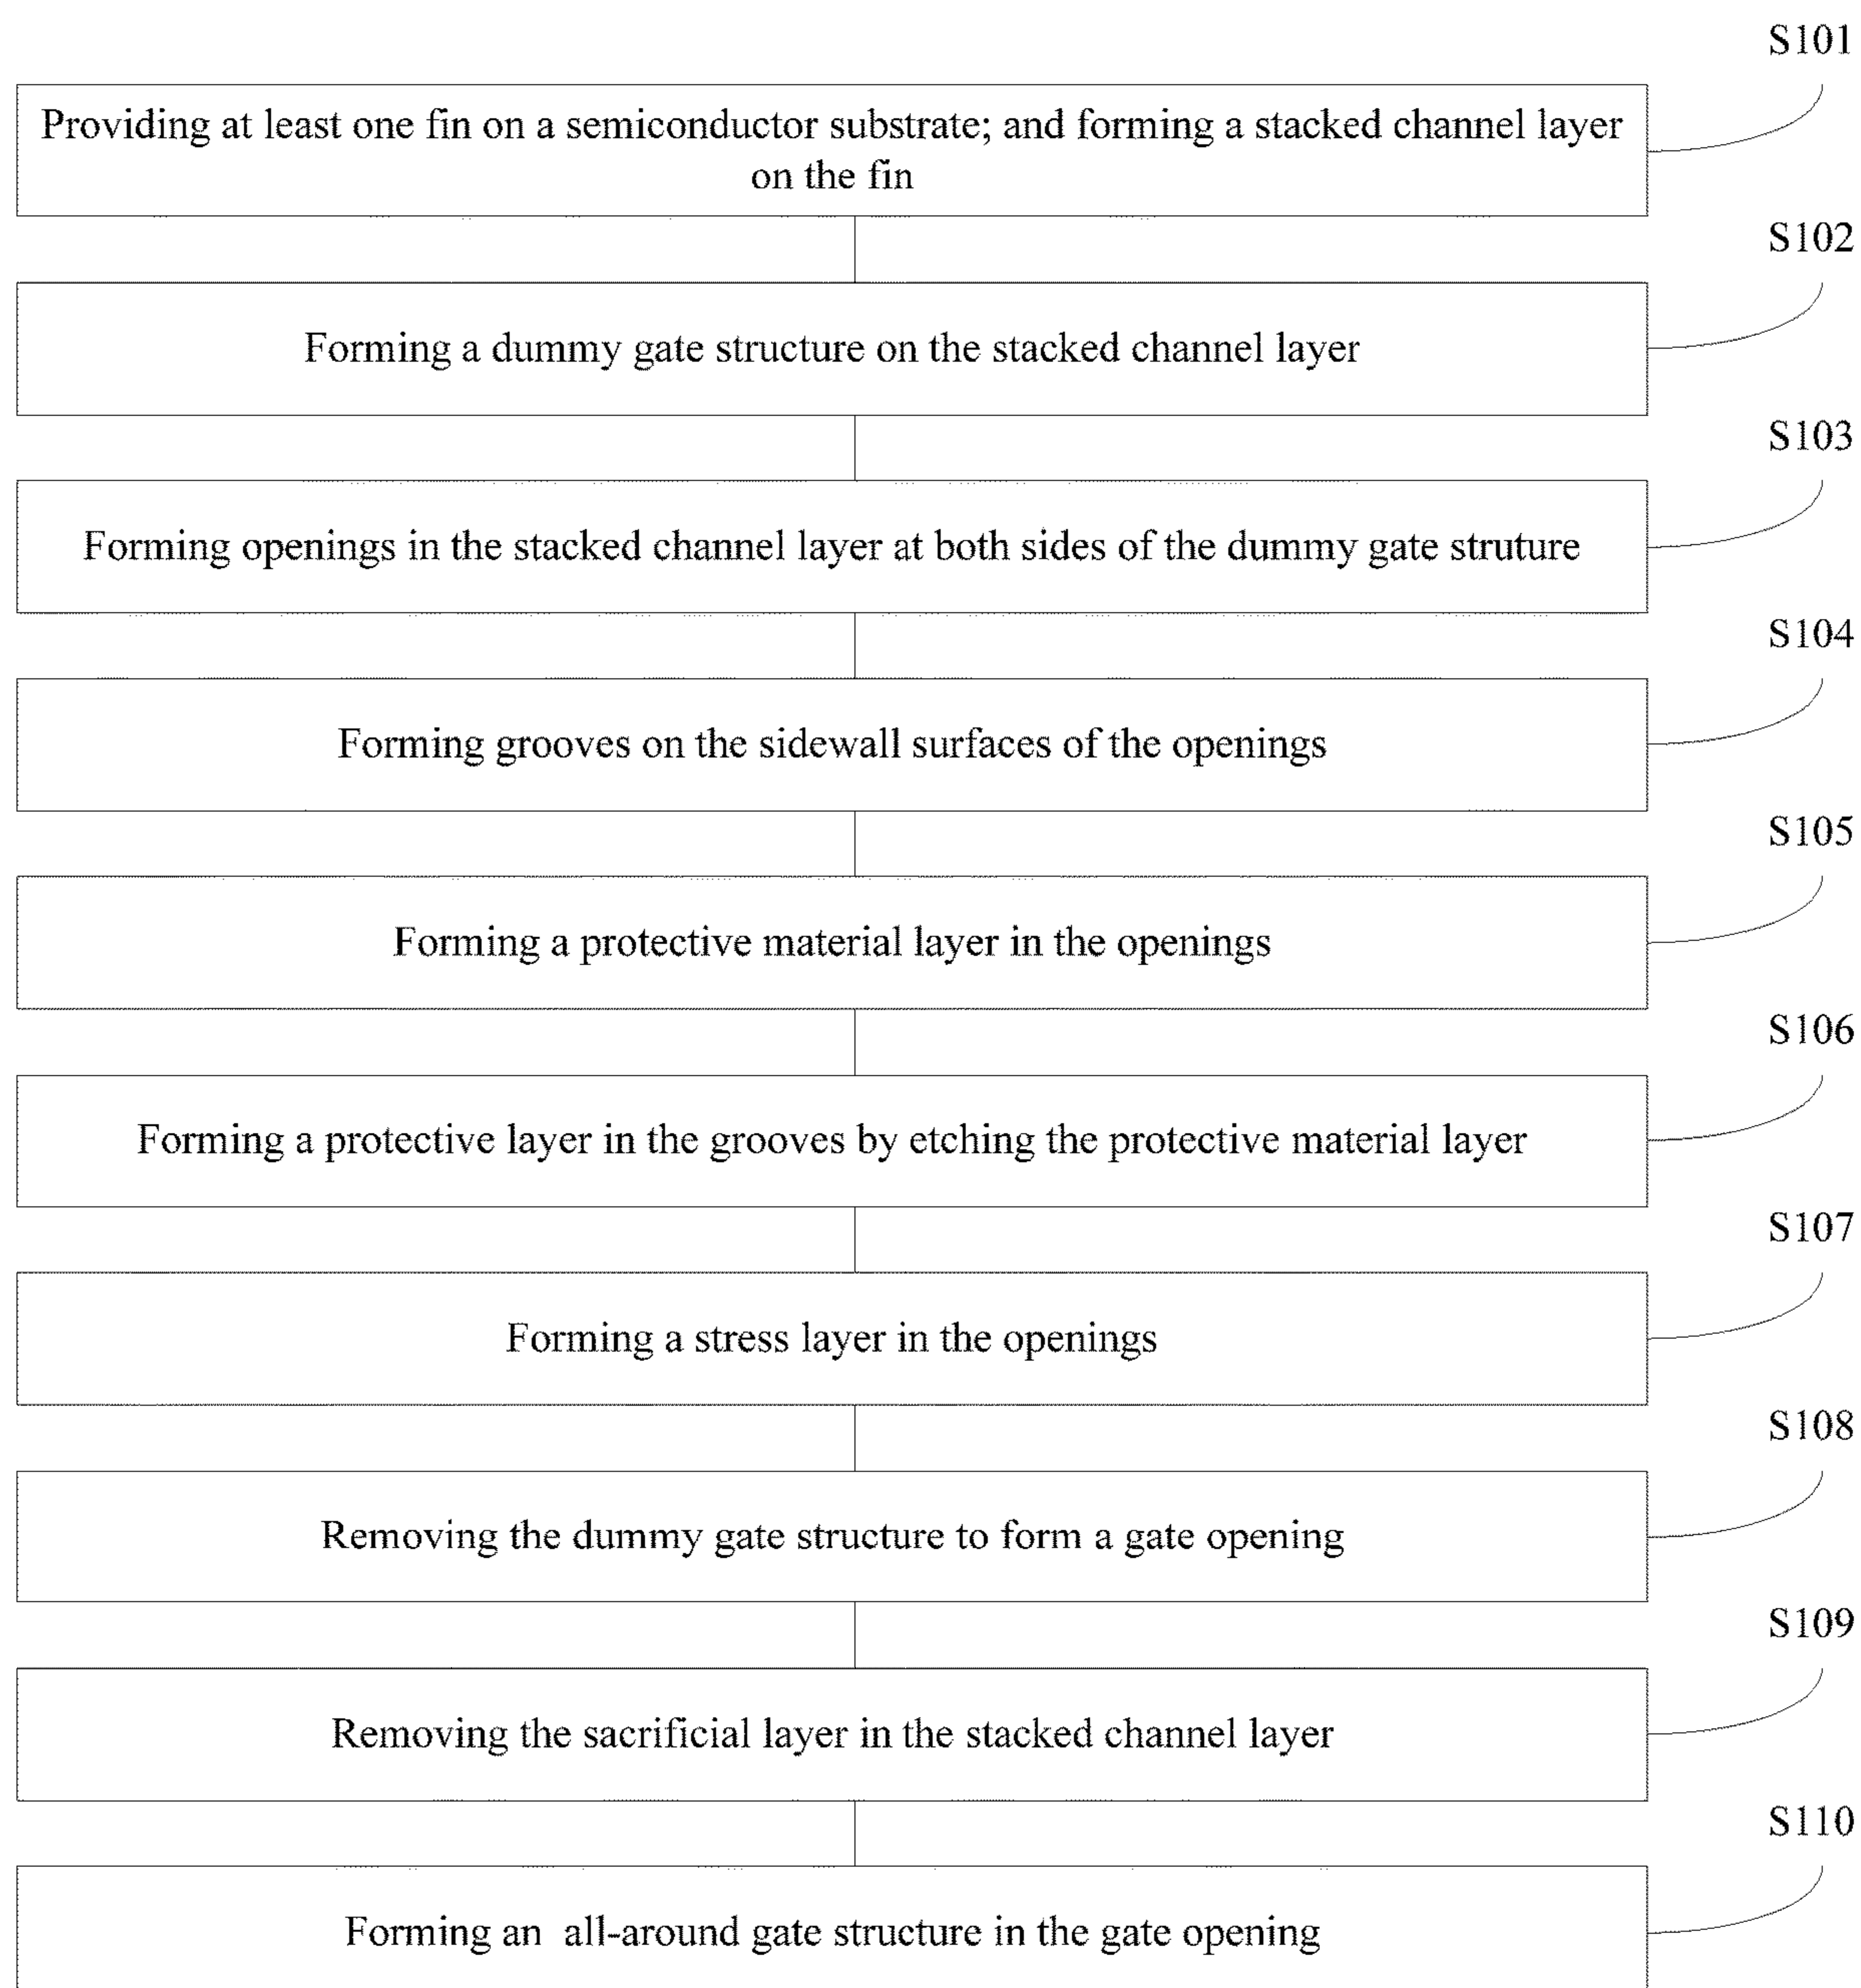 S101
Providing at least one fin on a semiconductor substrate; and forming a stacked channel layer
on the fin
S102
Forming a dummy gate structure on the stacked channel layer
S103
Forming openings in the stacked channel layer at both sides of the dummy gate struture
S104
Forming grooves on the sidewall surfaces of the openings
S105
Forming a protective material layer in the openings
S106
Forming a protective layer in the grooves by etching the protective material layer
S107
Forming a stress layer in the openings
S108
Removing the dummy gate structure to form a gate opening
S109
Removing the sacrificial layer in the stacked channel layer
S110
Forming an all-around gate structure in the gate opening